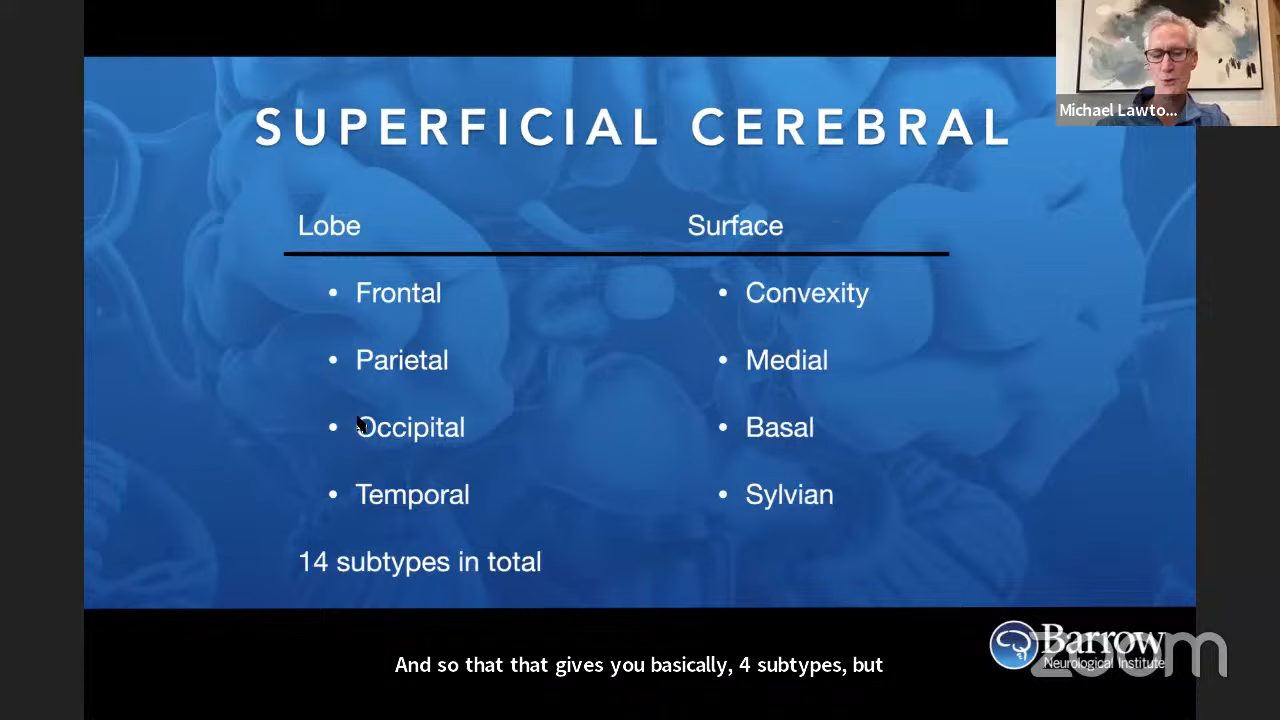 Michael Lawto...
SUPERFICIAL CEREBRAL
Lobe
Surface
• Frontal
• Convexity
• Parietal
• Medial
• Occipital
• Basal
• Temporal
• Sylvian
14 subtypes in total
Barrow
Neurological Institute
zoom
And so that that gives you basically, 4 subtypes, but